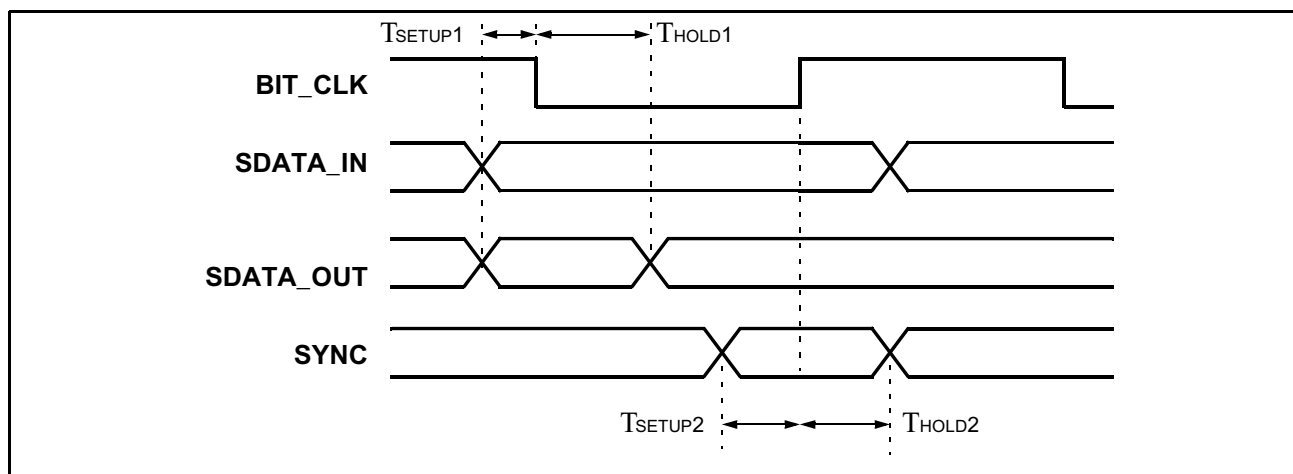 TSETUP1 THOLD1
BIT_CLK
SDATA_IN
SDATA_OUT
SYNC
TSETUP2 THOLD2